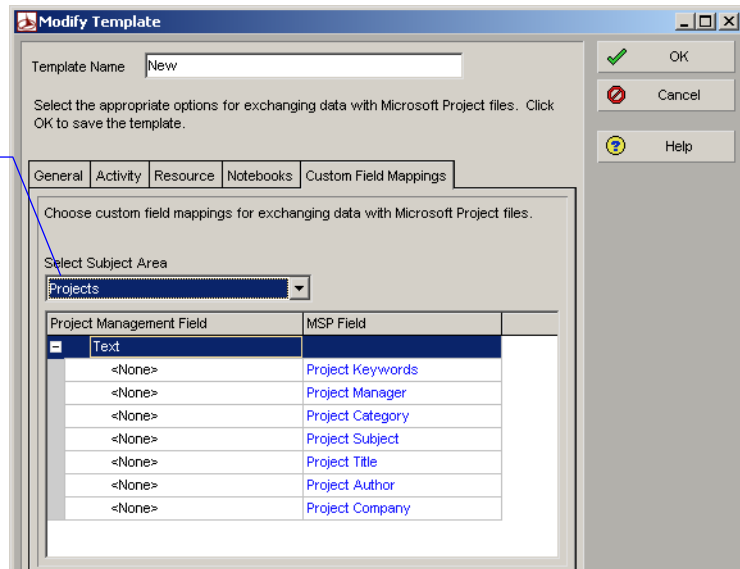 Modify Template
Template Name New
OK
Cancel
Help
Select the appropriate options for exchanging data with Microsoft Project files. Click
OK to save the template.
General Activity Resource Notebooks Custom Field Mappings
Choose custom field mappings for exchanging data with Microsoft Project files.
Select Subject Area
Projects
Project Management Field MSP Field
Text
<None> Project Keywords
<None> Project Manager
<None> Project Category
<None> Project Subject
<None> Project Title
<None> Project Author
<None> Project Company